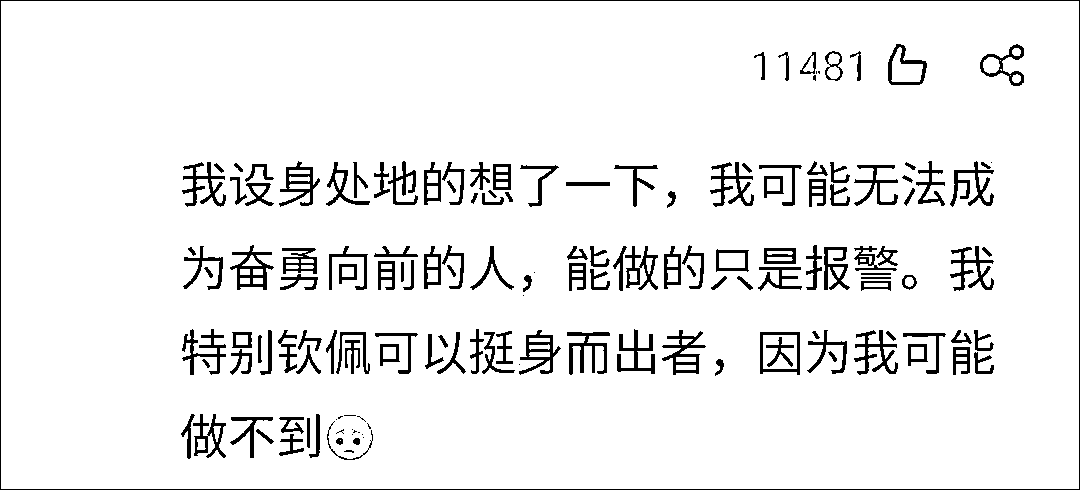 11481
我设身处地的想了一下，我可能无法成
为奋勇向前的人，能做的只是报警。我
特别钦佩可以挺身而出者，因为我可能
做不到🥺